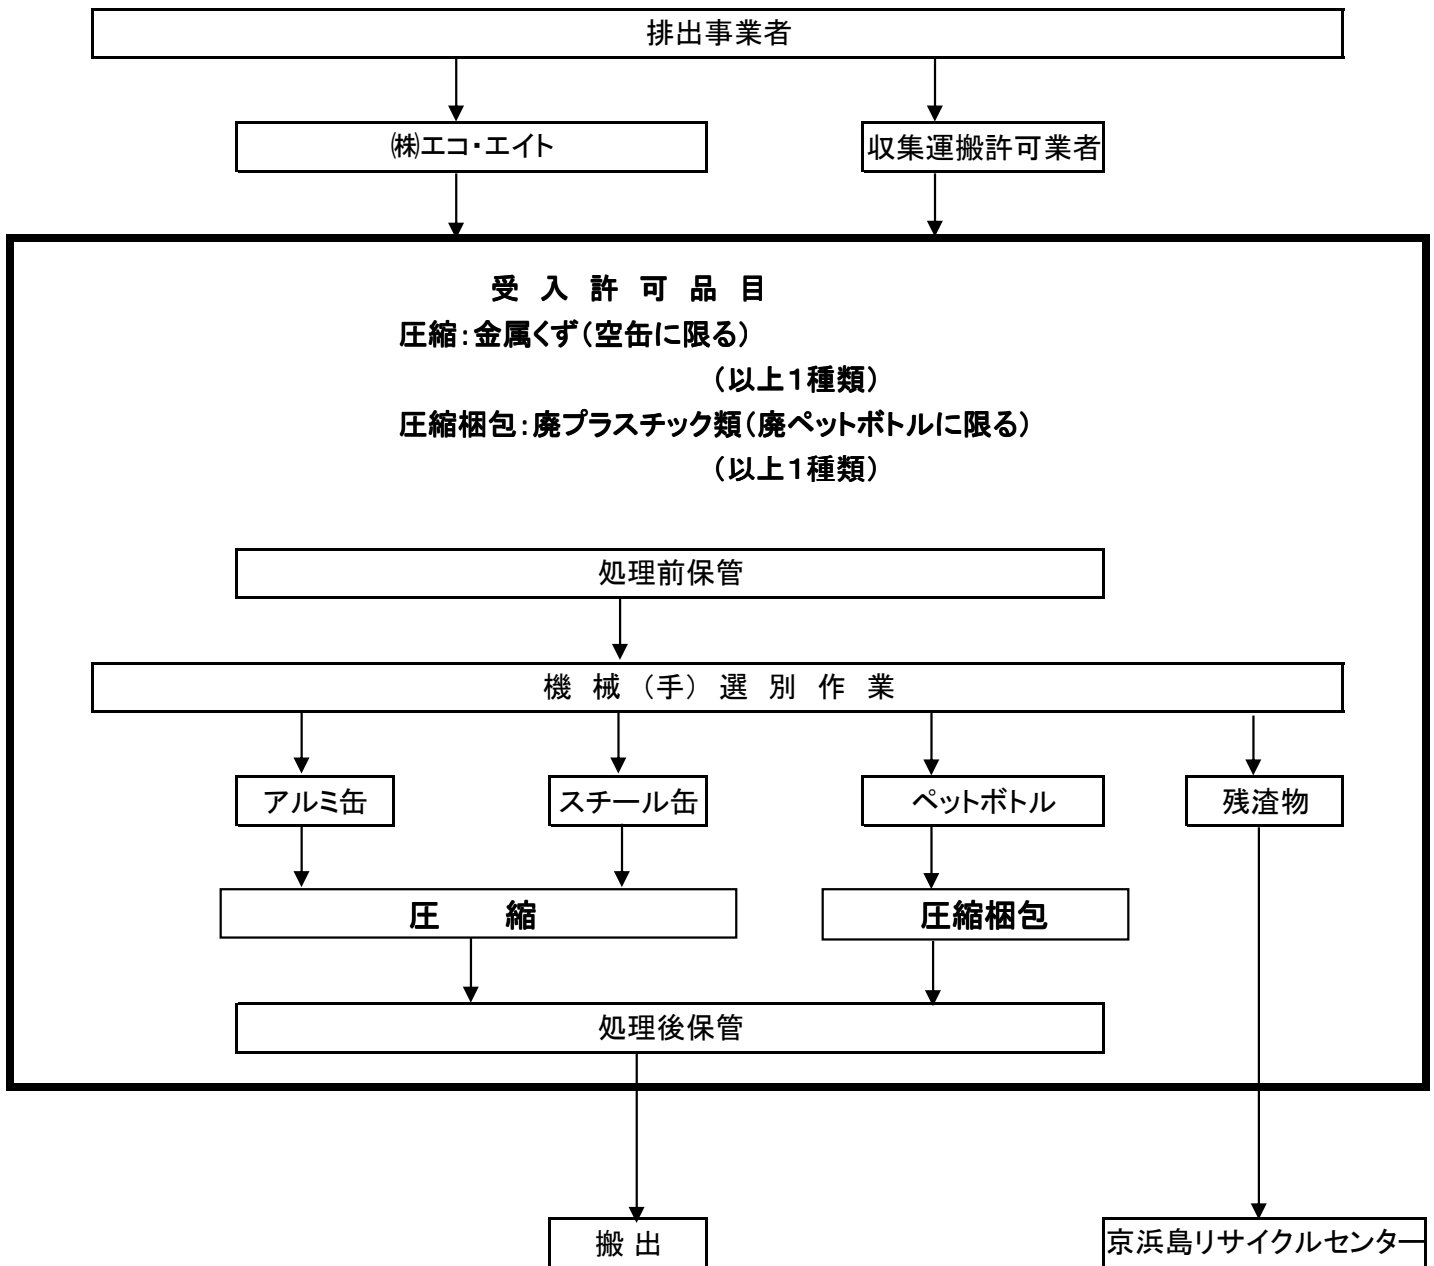 排出事業者
㈱エコ・エイト
収集運搬許可業者
受 入 許 可 品 目
圧縮：金属くず（空缶に限る）
（以上１種類）
圧縮梱包：廃プラスチック類（廃ペットボトルに限る）
（以上１種類）
処理前保管
機 械 （手） 選 別 作 業
アルミ缶
スチール缶
ペットボトル
残渣物
圧 縮
圧縮梱包
処理後保管
搬 出
京浜島リサイクルセンター